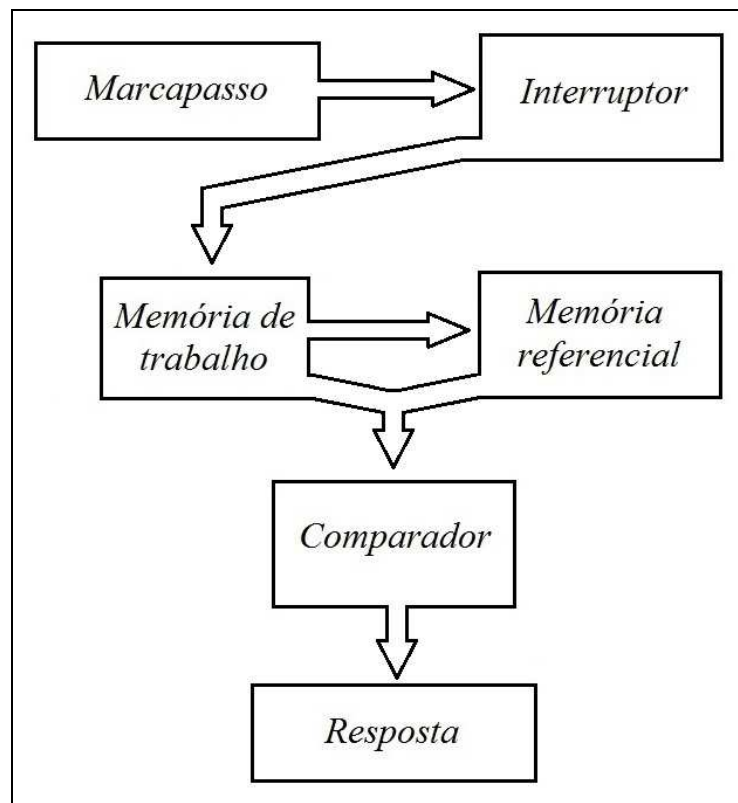 Marcapasso
Interruptor
Memória de
trabalho
Memória
referencial
Comparador
Resposta